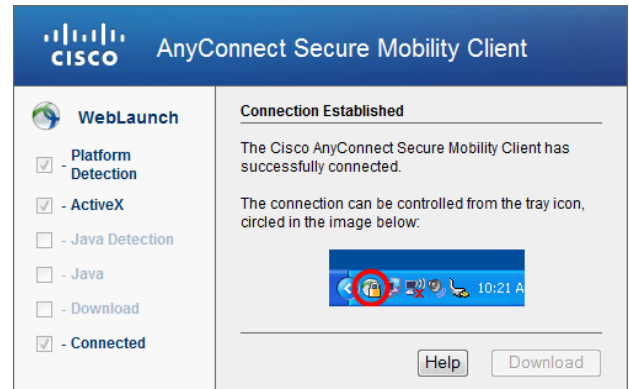 CISCO
AnyConnect Secure Mobility Client
WebLaunch
- Platform
Detection
- ActiveX
- Java Detection
- Java
- Download
- Connected
Connection Established
The Cisco AnyConnect Secure Mobility Client has
successfully connected.
The connection can be controlled from the tray icon,
circled in the image below:
10:21 A
Help
Download